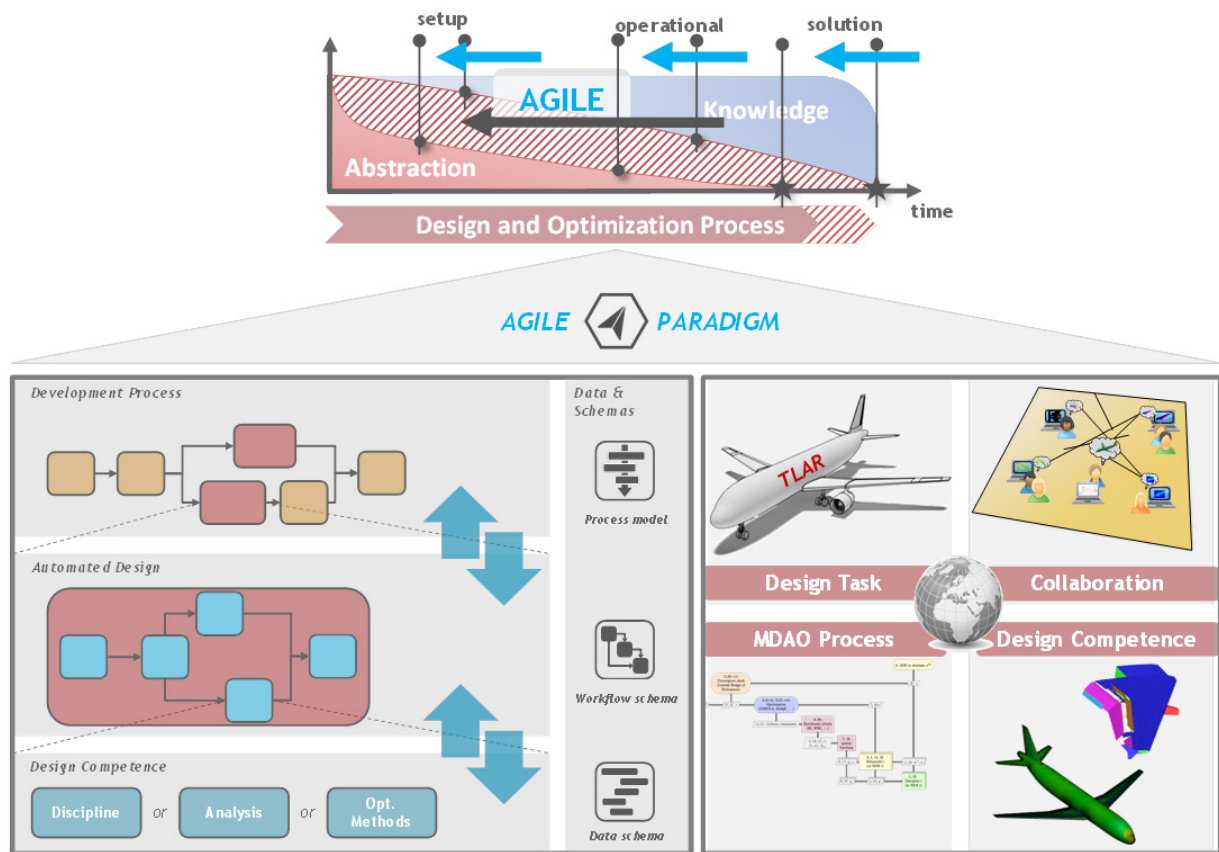 setup
operational
solution
AGILE
Knowledge
Abstraction
time
Design and Optimization Process
AGILE PARADIGM
Development Process
Data &
Schemas
Process model
Automated Design
Workflow schema
Design Competence
Discipline or Analysis or Opt.
Methods
Data schema
TLAR
Design Task
Collaboration
MDAO Process
Design Competence